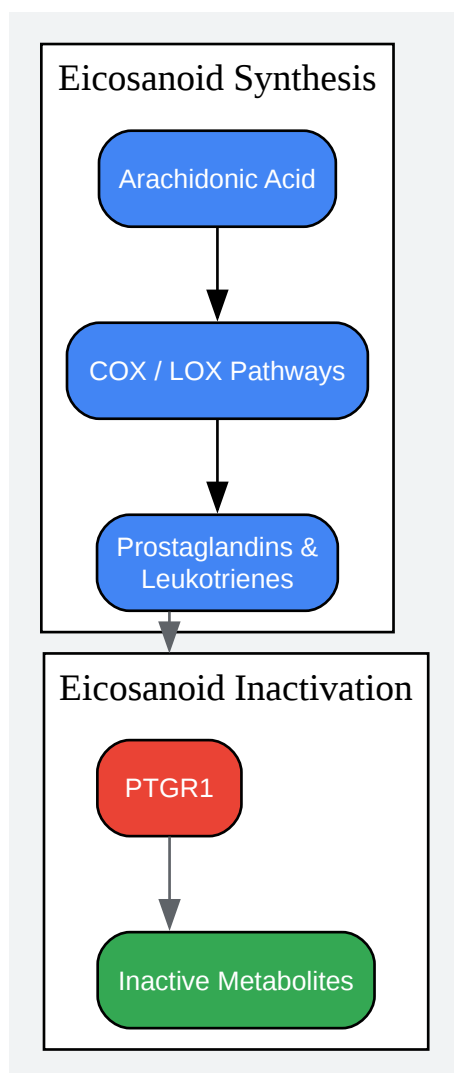 Eicosanoid Synthesis
Arachidonic Acid
COX / LOX Pathways
Prostaglandins &
Leukotrienes
Eicosanoid Inactivation
PTGR1
Inactive Metabolites